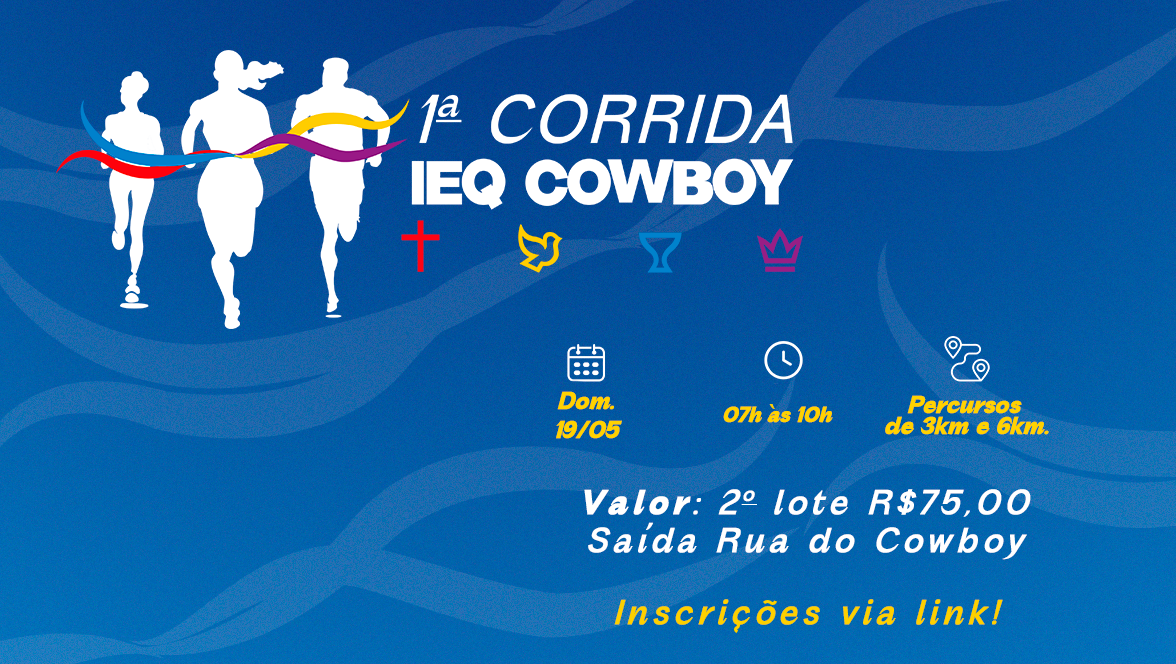 1ª CORRIDA
IEQ COWBOY
Dom.
19/05
07h às 10h
Percursos
de 3km e 6km.
Valor: 2º lote R$75,00
Saída Rua do Cowboy
Inscrições via link!